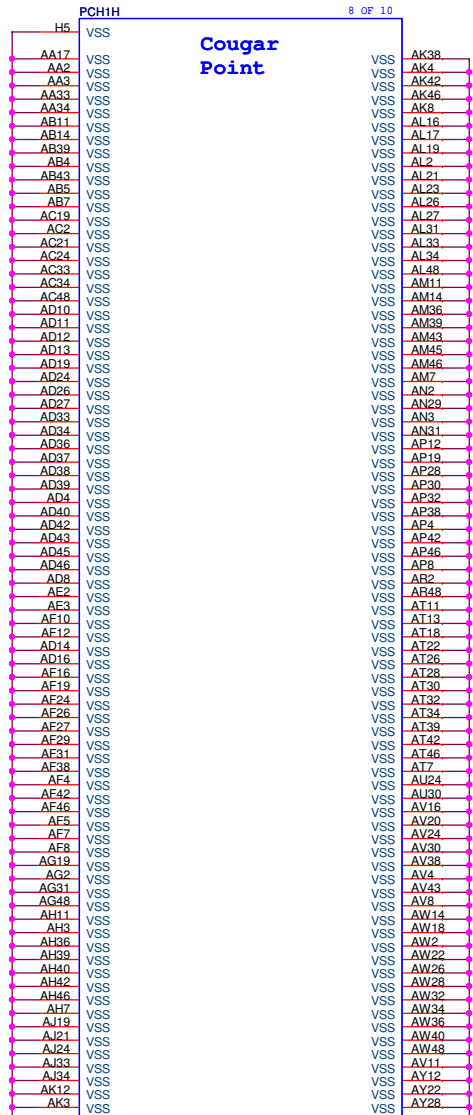 PCH1H 8 OF 10
H5 VSS
Cougar
Point
AA17 VSS VSS AK38
AA2 VSS VSS AK4
AA3 VSS VSS AK42
AA33 VSS VSS AK46
AA34 VSS VSS AK8
AB11 VSS VSS AL16
AB14 VSS VSS AL17
AB39 VSS VSS AL19
AB4 VSS VSS AL2
AB43 VSS VSS AL21
AB5 VSS VSS AL23
AB7 VSS VSS AL26
AC19 VSS VSS AL27
AC2 VSS VSS AL31
AC21 VSS VSS AL33
AC24 VSS VSS AL34
AC33 VSS VSS AL48
AC34 VSS VSS AM11
AC48 VSS VSS AM14
AD10 VSS VSS AM36
AD11 VSS VSS AM39
AD12 VSS VSS AM43
AD13 VSS VSS AM45
AD19 VSS VSS AM46
AD24 VSS VSS AM7
AD26 VSS VSS AN2
AD27 VSS VSS AN29
AD33 VSS VSS AN3
AD34 VSS VSS AN31
AD36 VSS VSS AP12
AD37 VSS VSS AP19
AD38 VSS VSS AP28
AD39 VSS VSS AP30
AD4 VSS VSS AP32
AD40 VSS VSS AP38
AD42 VSS VSS AP4
AD43 VSS VSS AP42
AD45 VSS VSS AP46
AD46 VSS VSS AP8
AD8 VSS VSS AR2
AE2 VSS VSS AR48
AE3 VSS VSS AT11
AF10 VSS VSS AT13
AF12 VSS VSS AT18
AD14 VSS VSS AT22
AD16 VSS VSS AT26
AF16 VSS VSS AT28
AF19 VSS VSS AT30
AF24 VSS VSS AT32
AF26 VSS VSS AT34
AF27 VSS VSS AT39
AF29 VSS VSS AT42
AF31 VSS VSS AT46
AF38 VSS VSS AT7
AF4 VSS VSS AU24
AF42 VSS VSS AU30
AF46 VSS VSS AV16
AF5 VSS VSS AV20
AF7 VSS VSS AV24
AF8 VSS VSS AV30
AG19 VSS VSS AV38
AG2 VSS VSS AV4
AG31 VSS VSS AV43
AG48 VSS VSS AV8
AH11 VSS VSS AW14
AH3 VSS VSS AW18
AH36 VSS VSS AW2
AH39 VSS VSS AW22
AH40 VSS VSS AW26
AH42 VSS VSS AW28
AH46 VSS VSS AW32
AH7 VSS VSS AW34
AJ19 VSS VSS AW36
AJ21 VSS VSS AW40
AJ24 VSS VSS AW48
AJ33 VSS VSS AV11
AJ34 VSS VSS AY12
AK12 VSS VSS AY22
AK3 VSS VSS AY28